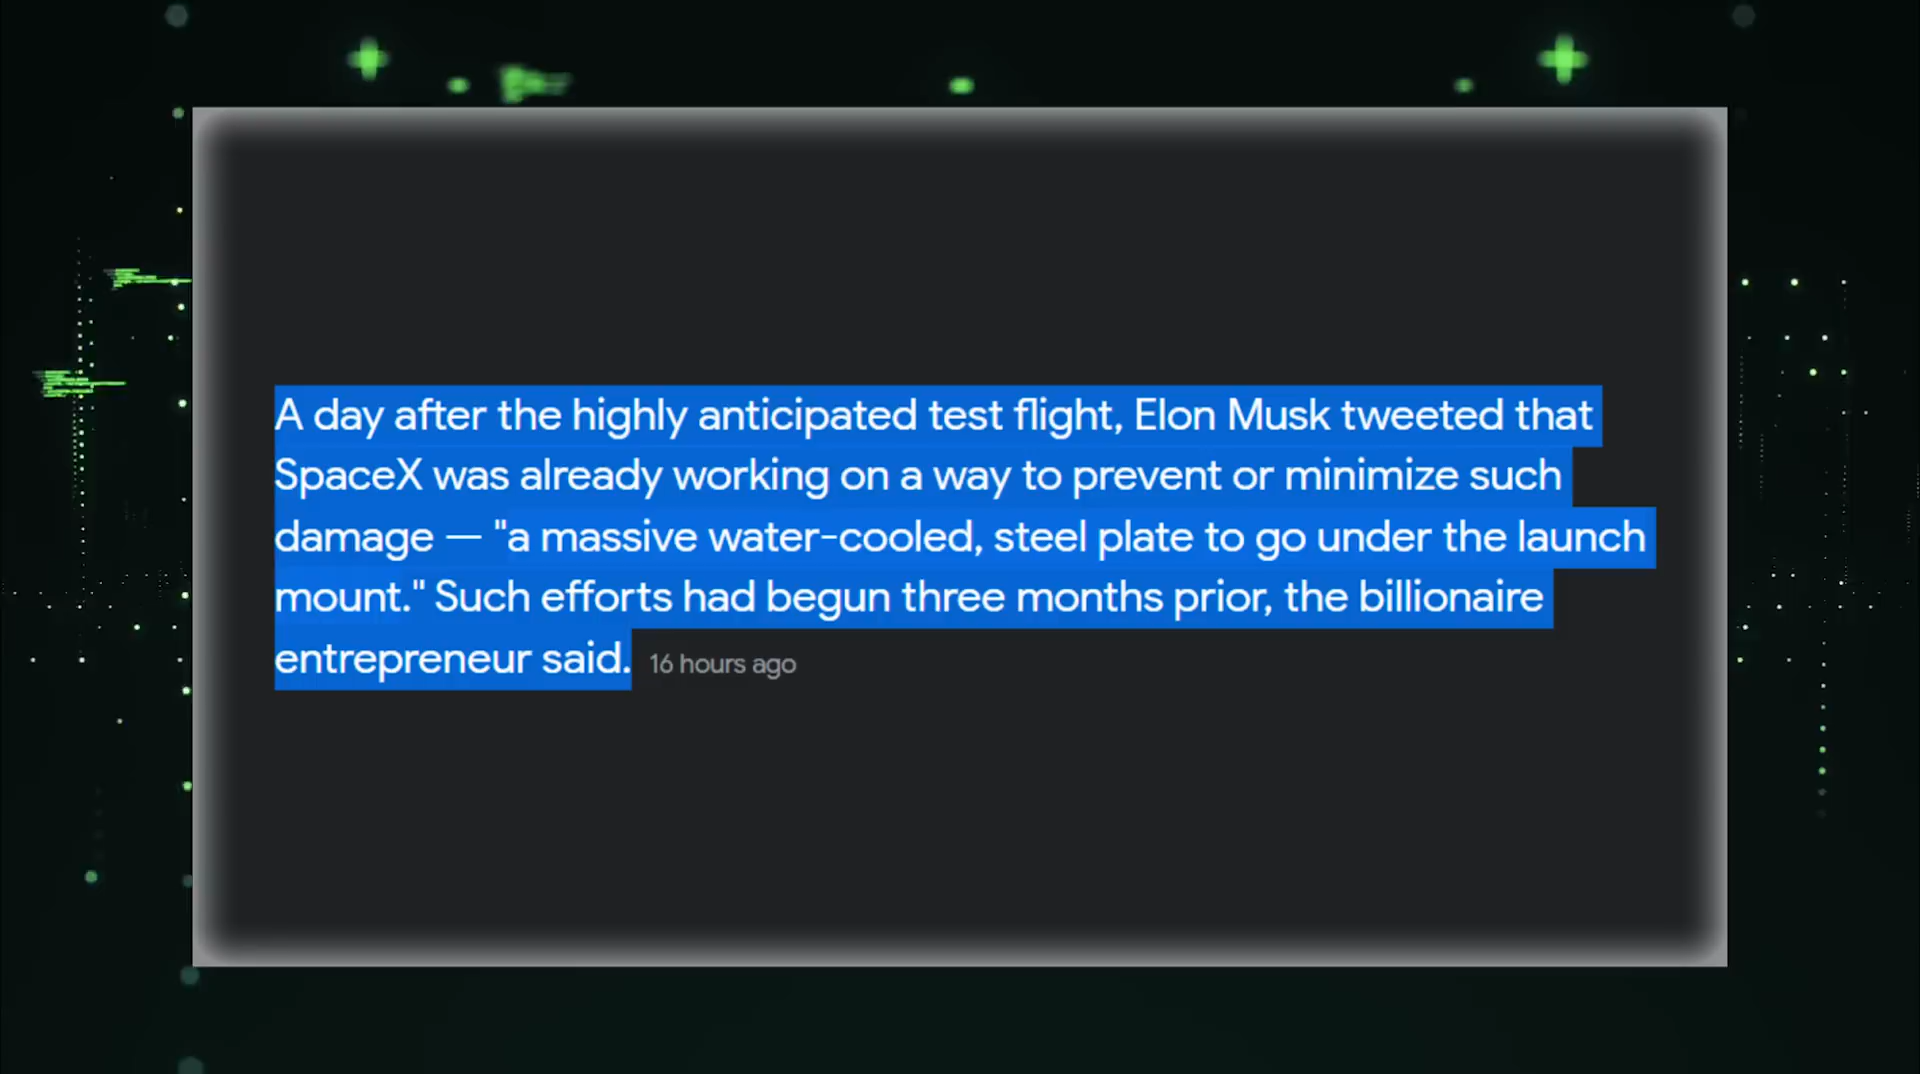 A day after the highly anticipated test flight, Elon Musk tweeted that
SpaceX was already working on a way to prevent or minimize such
damage — "a massive water-cooled, steel plate to go under the launch
mount." Such efforts had begun three months prior, the billionaire
entrepreneur said. 16 hours ago